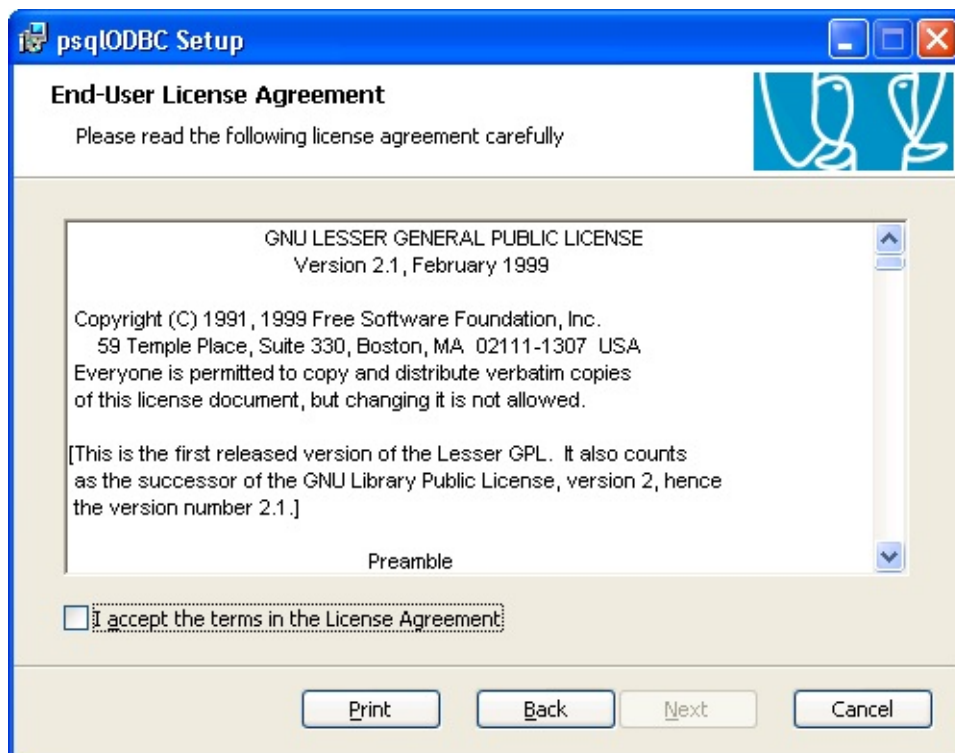 psqlODBC Setup
End-User License Agreement
Please read the following license agreement carefully
GNU LESSER GENERAL PUBLIC LICENSE
Version 2.1, February 1999
Copyright (C) 1991, 1999 Free Software Foundation, Inc.
59 Temple Place, Suite 330, Boston, MA  02111-1307  USA
Everyone is permitted to copy and distribute verbatim copies
of this license document, but changing it is not allowed.
[This is the first released version of the Lesser GPL.  It also counts
as the successor of the GNU Library Public License, version 2, hence
the version number 2.1.]
Preamble
I accept the terms in the License Agreement
Print Back Next Cancel